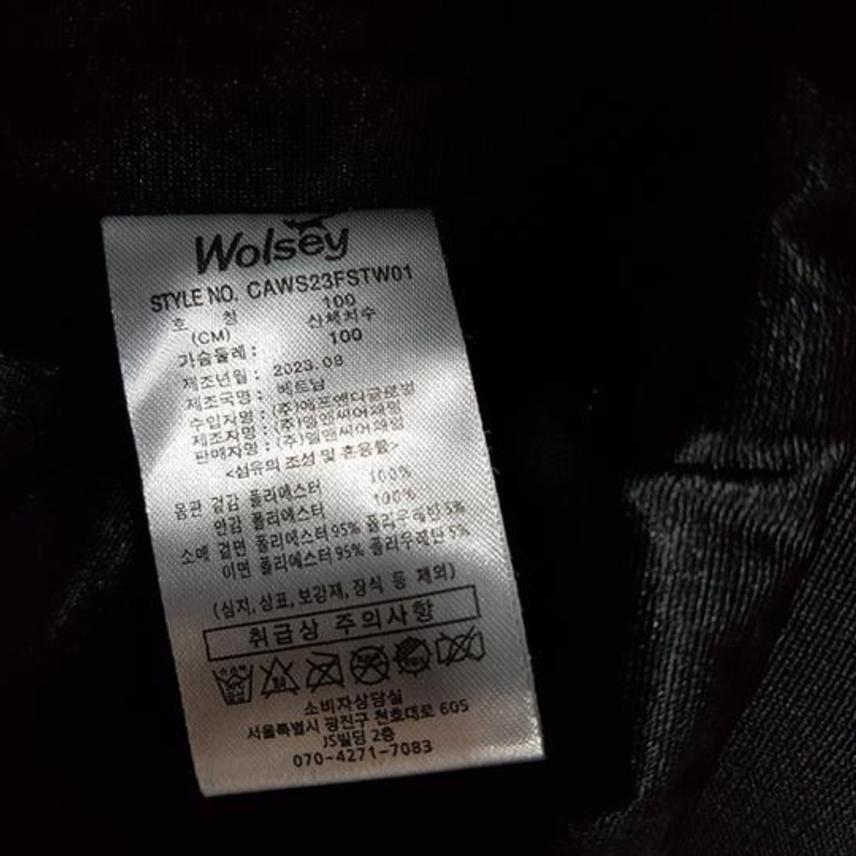 Wolsey
STYLE NO. CAWS23FSTW01
호 칭 100
(CM) 신체치수
가슴둘레 : 100
제조년월 : 2023.08
제조국명 : 베트남
수입자명 : (주)에프앤디글로벌
제조자명 : (주)엘앤씨어패럴
판매자명 : (주)엘앤씨어패럴
<섬유의 조성 및 혼용율>
몸판 겉감 폴리에스터 100%
안감 폴리에스터 100%
소매 겉면 폴리에스터 95% 폴리우레탄 5%
이면 폴리에스터 95% 폴리우레탄 5%
(심지, 상표, 보강재, 장식 등 제외)
취급상 주의사항
소비자상담실
서울특별시 광진구 천호대로 605
JS빌딩 2층
070-4271-7083